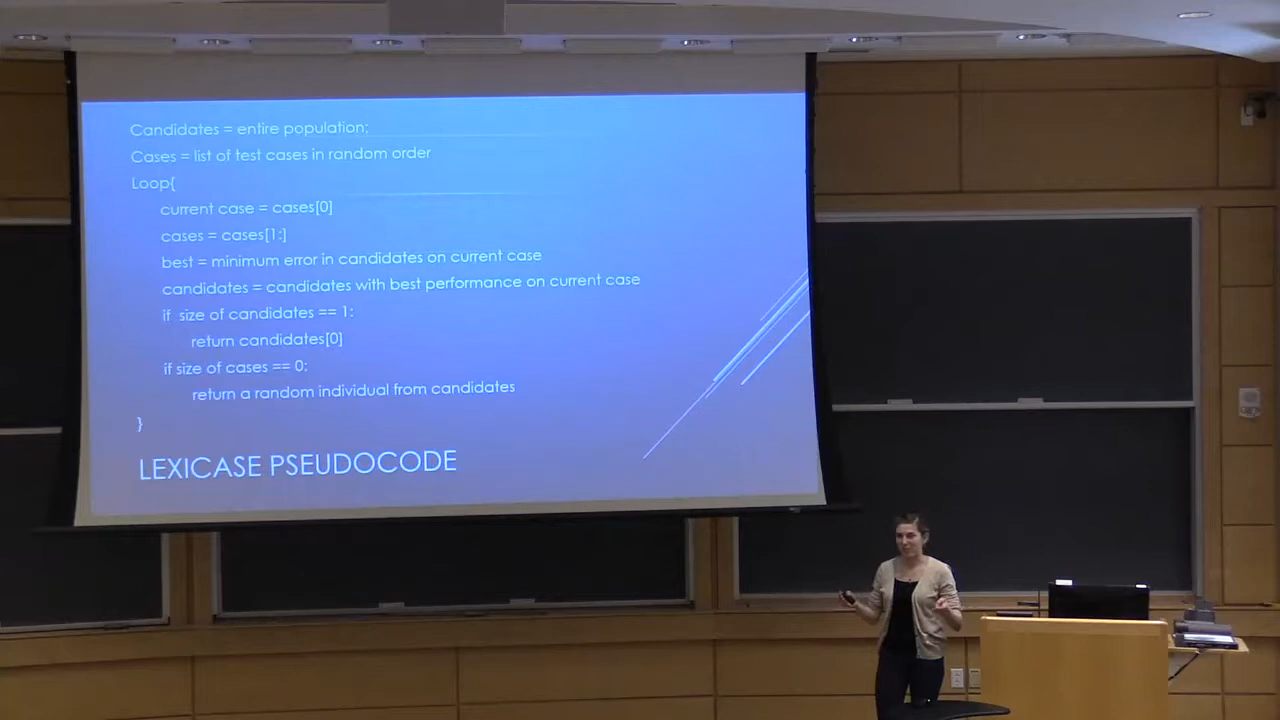 Candidates = entire population;
Cases = list of test cases in random order
Loop{
current case = cases[0]
cases = cases[1:]
best = minimum error in candidates on current case
candidates = candidates with best performance on current case
if size of candidates == 1:
return candidates[0]
if size of cases == 0:
return a random individual from candidates
}
LEXICASE PSEUDOCODE